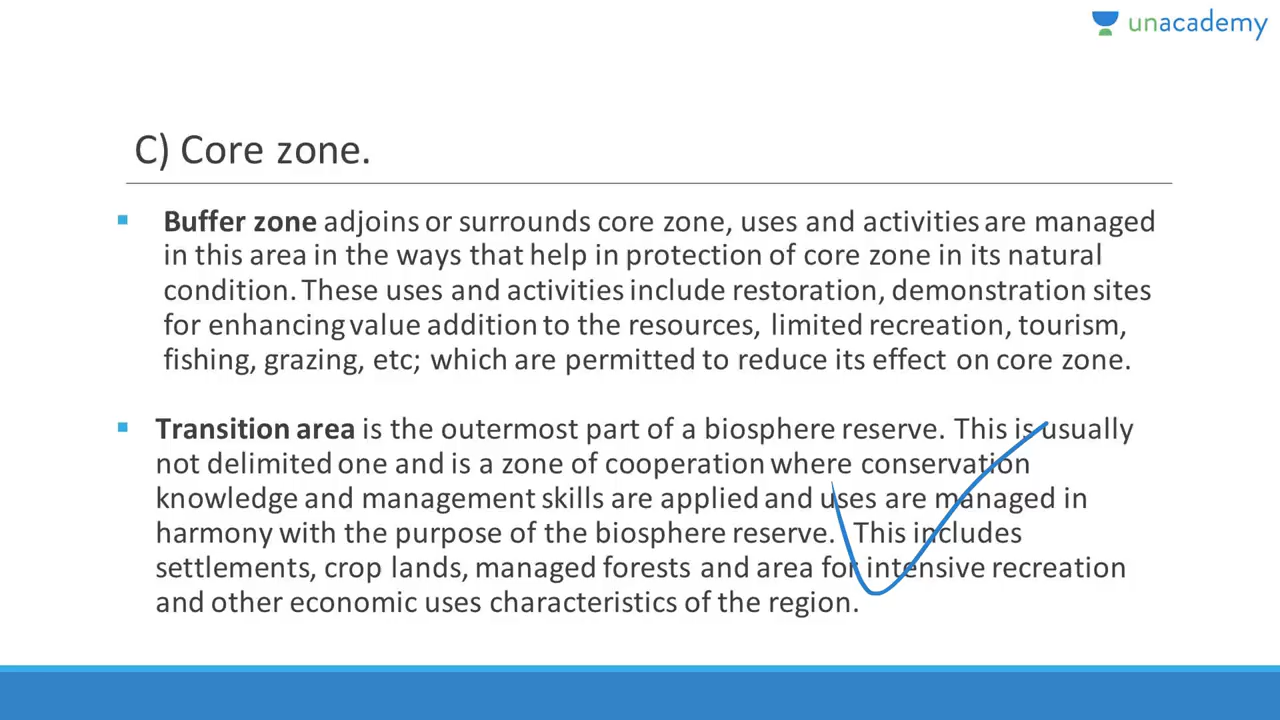 unacademy
C) Core zone.
Buffer zone adjoins or surrounds core zone, uses and activities are managed
in this area in the ways that help in protection of core zone in its natural
condition. These uses and activities include restoration, demonstration sites
for enhancing value addition to the resources, limited recreation, tourism,
fishing, grazing, etc; which are permitted to reduce its effect on core zone.
Transition area is the outermost part of a biosphere reserve. This is usually
not delimited one and is a zone of cooperation where conservation
knowledge and management skills are applied and uses are managed in
harmony with the purpose of the biosphere reserve. This includes
settlements, crop lands, managed forests and area for intensive recreation
and other economic uses characteristics of the region.